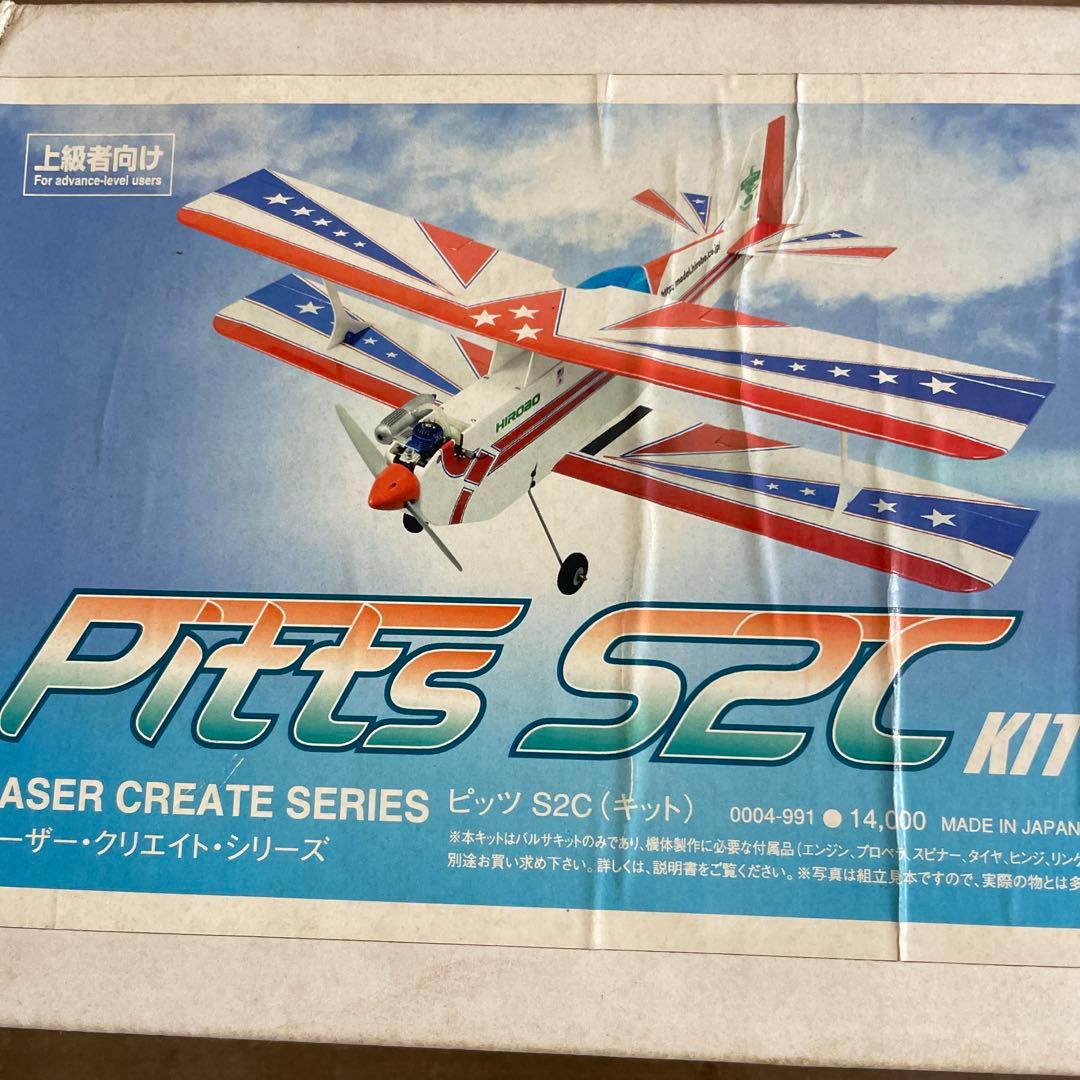 上級者向け
For advance-level users
http://model.hirobo.co.jp/
HIROBO
Pitts S2C KIT
ASER CREATE SERIES
ピッツ S2C（キット） 0004-991 ● 14,000 MADE IN JAPAN
ーザー・クリエイト・シリーズ
※本キットはバルサキットのみであり、機体製作に必要な付属品（エンジン、プロペラ、スピナー、タイヤ、ヒンジ、リンケ
別途お買い求め下さい。詳しくは、説明書をご覧ください。※写真は組立見本ですので、実際の物とは多